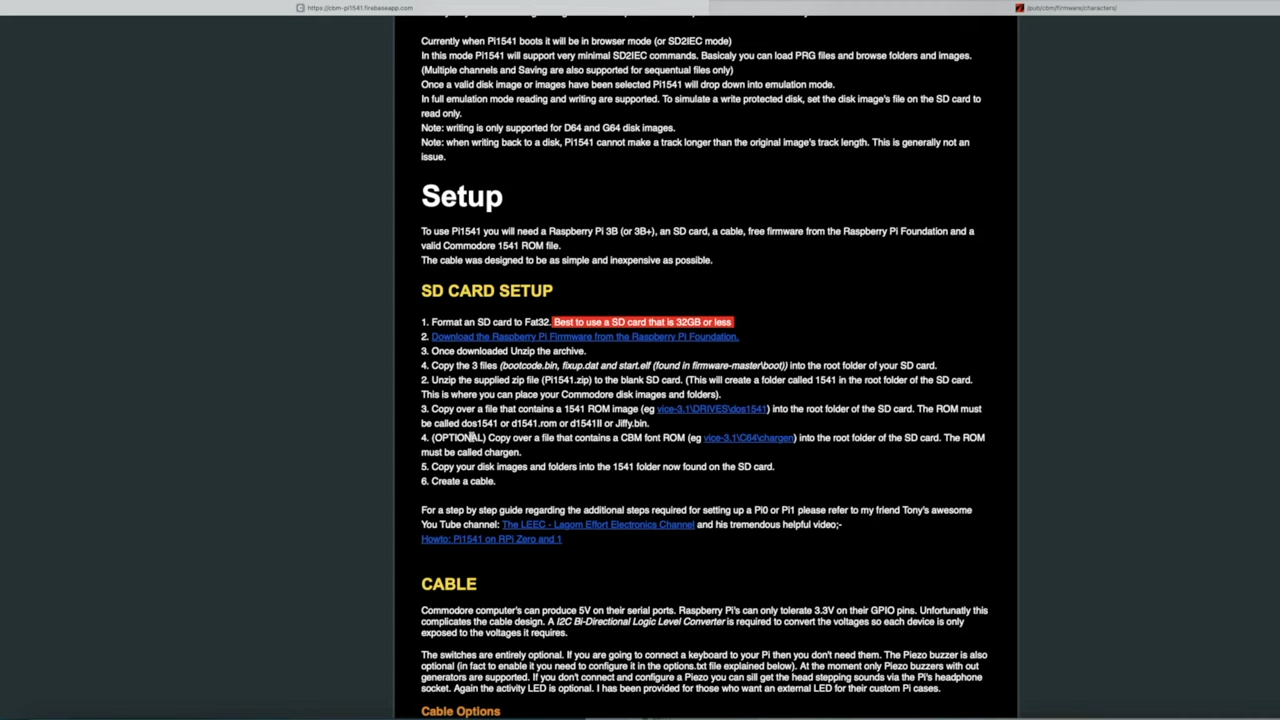 https://cbm-pi1541.firebaseapp.com
/pub/cbm/firmware/characters/
Currently when Pi1541 boots it will be in browser mode (or SD2IEC mode)
In this mode Pi1541 will support very minimal SD2IEC commands. Basicaly you can load PRG files and browse folders and images.
(Multiple channels and Saving are also supported for sequential files only)
Once a valid disk image or images have been selected Pi1541 will drop down into emulation mode.
In full emulation mode reading and writing are supported. To simulate a write protected disk, set the disk image's file on the SD card to
read only.
Note: writing is only supported for D64 and G64 disk images.
Note: when writing back to a disk, Pi1541 cannot make a track longer than the original image's track length. This is generally not an
issue.
Setup
To use Pi1541 you will need a Raspberry Pi 3B (or 3B+), an SD card, a cable, free firmware from the Raspberry Pi Foundation and a
valid Commodore 1541 ROM file.
The cable was designed to be as simple and inexpensive as possible.
SD CARD SETUP
1. Format an SD card to Fat32. Best to use a SD card that is 32GB or less
2. Download the Raspberry Pi Firrmware from the Raspberry Pi Foundation.
3. Once downloaded Unzip the archive.
4. Copy the 3 files (bootcode.bin, fixup.dat and start.elf (found in firmware-master\boot)) into the root folder of your SD card.
2. Unzip the supplied zip file (Pi1541.zip) to the blank SD card. (This will create a folder called 1541 in the root folder of the SD card.
This is where you can place your Commodore disk images and folders).
3. Copy over a file that contains a 1541 ROM image (eg vice-3.1\DRIVES\dos1541) into the root folder of the SD card. The ROM must
be called dos1541 or d1541.rom or d1541II or Jiffy.bin.
4. (OPTIONAL) Copy over a file that contains a CBM font ROM (eg vice-3.1\C64\chargen) into the root folder of the SD card. The ROM
must be called chargen.
5. Copy your disk images and folders into the 1541 folder now found on the SD card.
6. Create a cable.
For a step by step guide regarding the additional steps required for setting up a Pi0 or Pi1 please refer to my friend Tony's awesome
You Tube channel: The LEEC - Lagom Effort Electronics Channel and his tremendous helpful video;-
Howto: Pi1541 on RPi Zero and 1
CABLE
Commodore computer's can produce 5V on their serial ports. Raspberry Pi's can only tolerate 3.3V on their GPIO pins. Unfortunatly this
complicates the cable design. A I2C Bi-Directional Logic Level Converter is required to convert the voltages so each device is only
exposed to the voltages it requires.
The switches are entirely optional. If you are going to connect a keyboard to your Pi then you don't need them. The Piezo buzzer is also
optional (in fact to enable it you need to configure it in the options.txt file explained below). At the moment only Piezo buzzers with out
generators are supported. If you don't connect and configure a Piezo you can sill get the head stepping sounds via the Pi's headphone
socket. Again the activity LED is optional. I has been provided for those who want an external LED for their custom Pi cases.
Cable Options